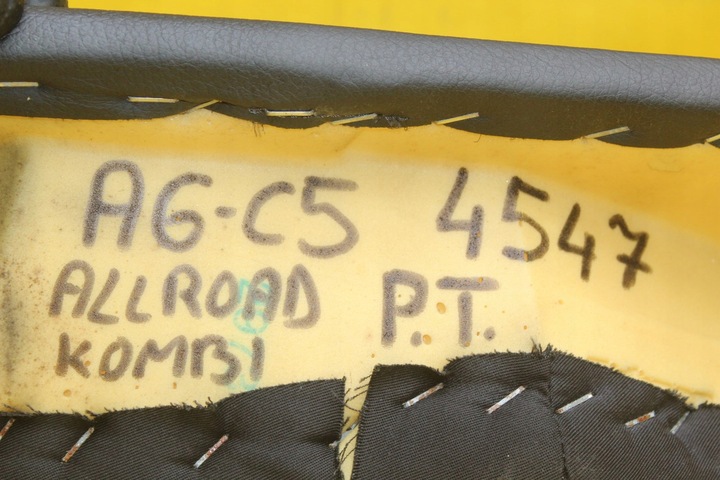 A6-C5 4547
ALLROAD P.T.
KOMBI